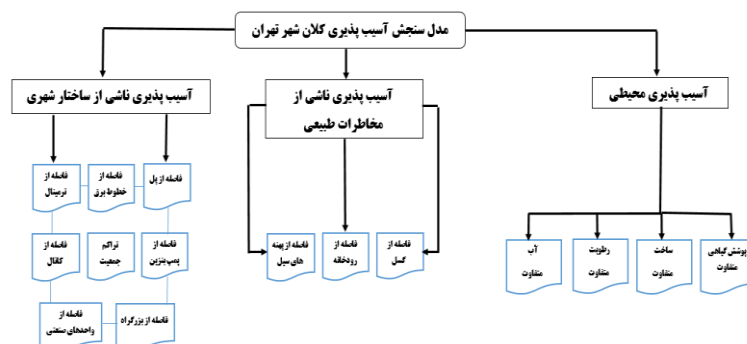 مدل سنجش آسیب پذیری کلان شهر تهران
آسیب پذیری محیطی
آسیب پذیری ناشی از
مخاطرات طبیعی
آسیب پذیری ناشی از ساختار شهری
پوشش گیاهی
متفاوت
ساخت
متفاوت
رطوبت
متفاوت
آب
متفاوت
فاصله از
گسل
فاصله از
رودخانه
فاصله از پهنه
های سیل
فاصله از پل
فاصله از
خطوط برق
فاصله از
ترمینال
فاصله از
پمپ بنزین
تراکم
جمعیت
فاصله از
کانال
فاصله از بزرگراه
فاصله از
واحدهای صنعتی